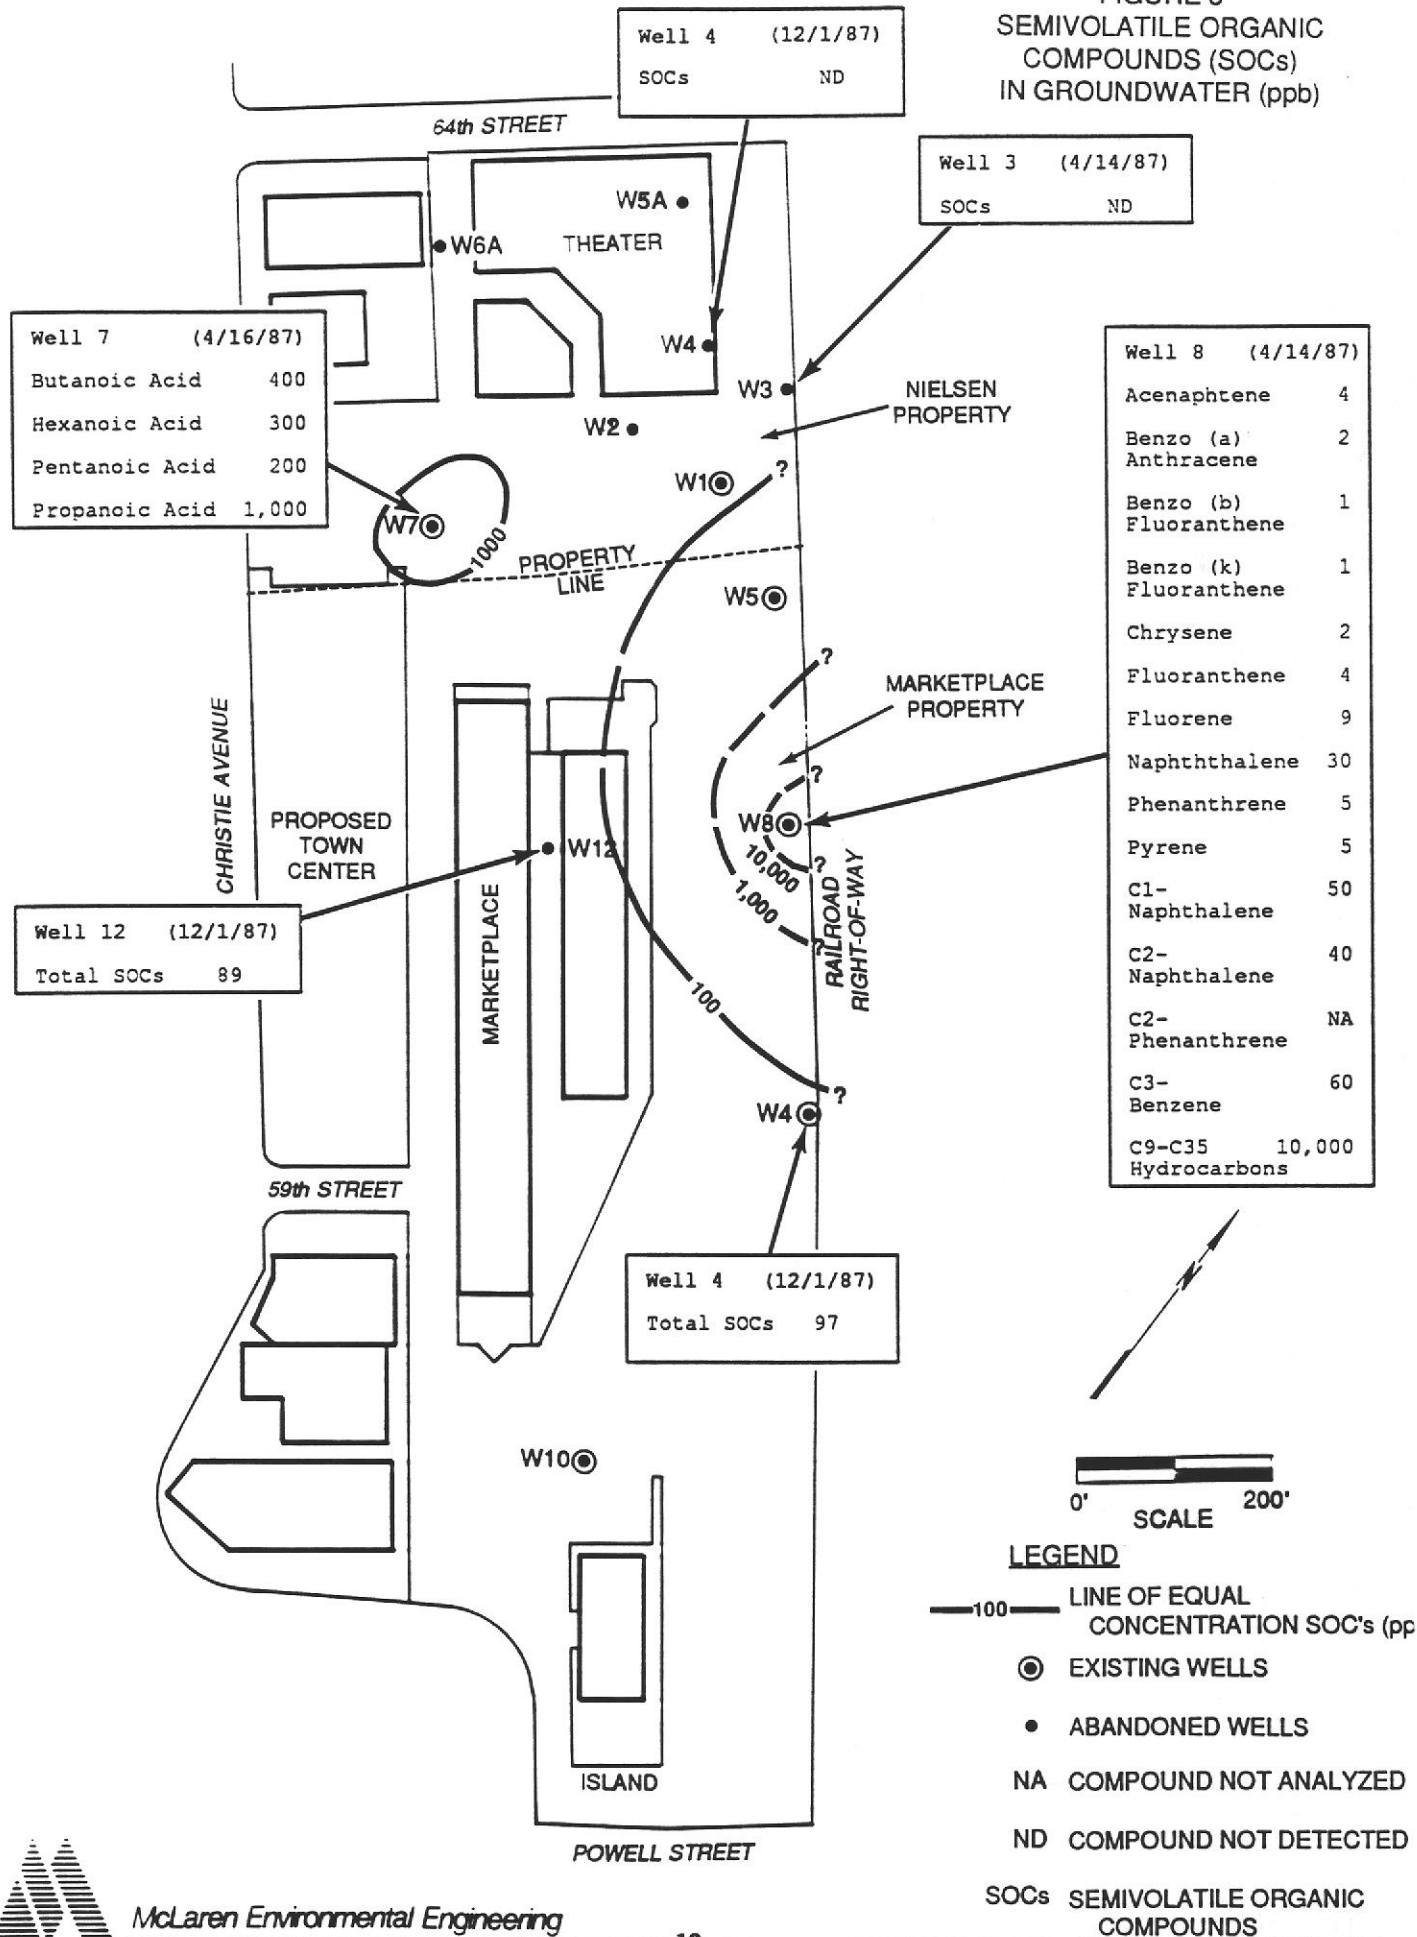 FIGURE
SEMIVOLATILE ORGANIC
COMPOUNDS (SOCs)
IN GROUNDWATER (ppb)
Well 4 (12/1/87)
SOCs ND
64th STREET
Well 3 (4/14/87)
SOCs ND
W5A
W6A
THEATER
W4
W3
NIELSEN
PROPERTY
W2
Well 7 (4/16/87)
Butanoic Acid 400
Hexanoic Acid 300
Pentanoic Acid 200
Propanoic Acid 1,000
W1
?
W7
1000
PROPERTY
LINE
W5
?
MARKETPLACE
PROPERTY
Well 8 (4/14/87)
Acenaphtene 4
Benzo (a) 2
Anthracene
Benzo (b) 1
Fluoranthene
Benzo (k) 1
Fluoranthene
Chrysene 2
Fluoranthene 4
Fluorene 9
Naphththalene 30
Phenanthrene 5
Pyrene 5
C1- 50
Naphthalene
C2- 40
Naphthalene
C2- NA
Phenanthrene
C3- 60
Benzene
C9-C35 10,000
Hydrocarbons
CHRISTIE AVENUE
PROPOSED
TOWN
CENTER
?
W8
W12
10,000
?
1,000
?
RAILROAD
RIGHT-OF-WAY
MARKETPLACE
Well 12 (12/1/87)
Total SOCs 89
100
?
W4
59th STREET
Well 4 (12/1/87)
Total SOCs 97
N
W10
0' 200'
SCALE
LEGEND
100 LINE OF EQUAL
CONCENTRATION SOC's (pp
EXISTING WELLS
ABANDONED WELLS
NA COMPOUND NOT ANALYZED
ND COMPOUND NOT DETECTED
SOCs SEMIVOLATILE ORGANIC
COMPOUNDS
ISLAND
POWELL STREET
McLaren Environmental Engineering